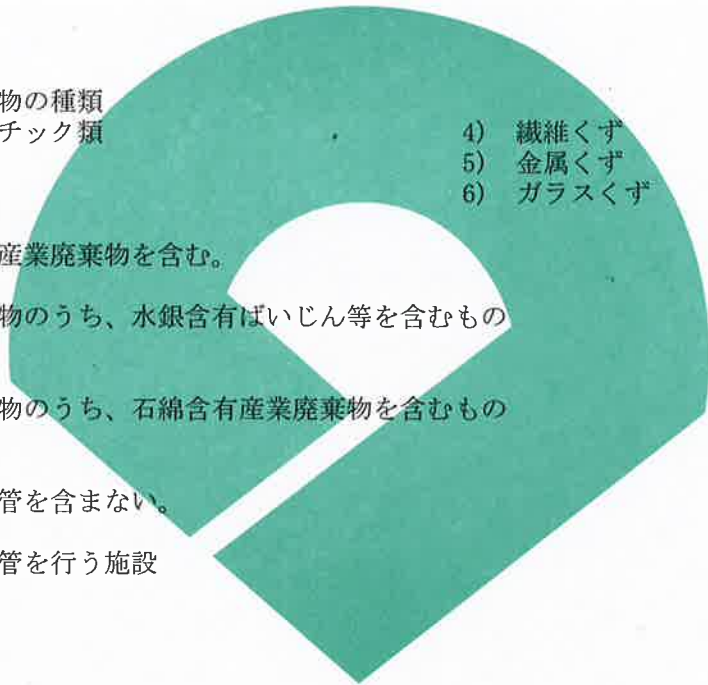 物の種類
チック類 4) 繊維くず
5) 金属くず
6) ガラスくず
産業廃棄物を含む。
物のうち、水銀含有ばいじん等を含むもの
物のうち、石綿含有産業廃棄物を含むもの
管を含まない。
管を行う施設